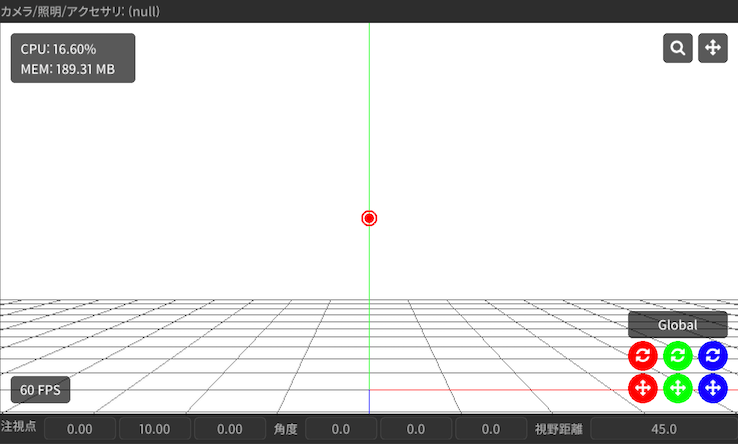 カメラ/照明/アクセサリ: (null)
CPU: 16.60%
MEM: 189.31 MB
Global
60 FPS
注視点 0.00 10.00 0.00 角度 0.0 0.0 0.0 視野距離 45.0